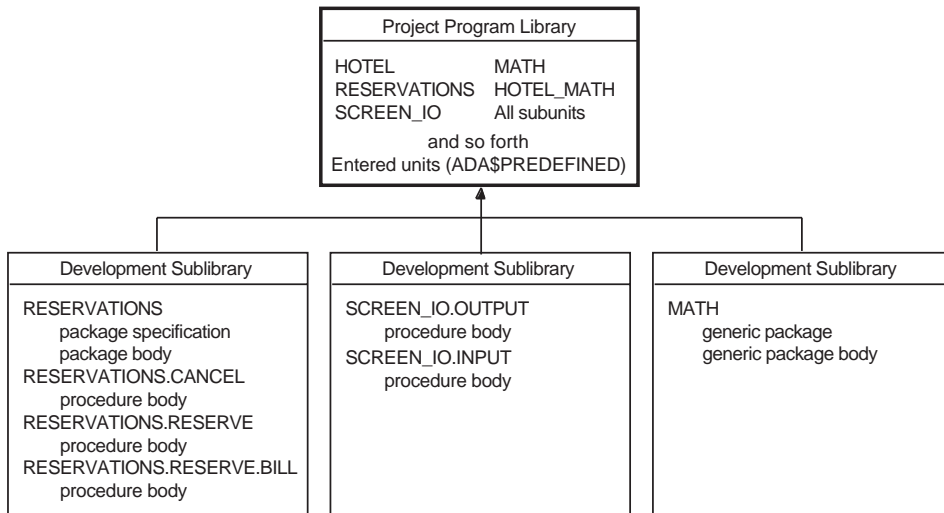 Project Program Library
HOTEL MATH
RESERVATIONS HOTEL_MATH
SCREEN_IO All subunits
and so forth
Entered units (ADA$PREDEFINED)
Development Sublibrary
RESERVATIONS
package specification
package body
RESERVATIONS.CANCEL
procedure body
RESERVATIONS.RESERVE
procedure body
RESERVATIONS.RESERVE.BILL
procedure body
Development Sublibrary
SCREEN_IO.OUTPUT
procedure body
SCREEN_IO.INPUT
procedure body
Development Sublibrary
MATH
generic package
generic package body